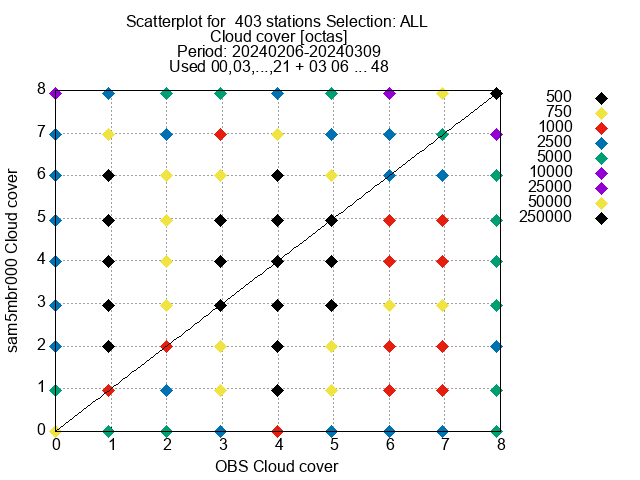 Scatterplot for  403 stations Selection: ALL
Cloud cover [octas]
Period: 20240206-20240309
Used 00,03,...,21 + 03 06 ... 48
8
7
6
5
4
3
2
1
0
sam5mbr000 Cloud cover
0 1 2 3 4 5 6 7 8
OBS Cloud cover
500
750
1000
2500
5000
10000
25000
50000
250000